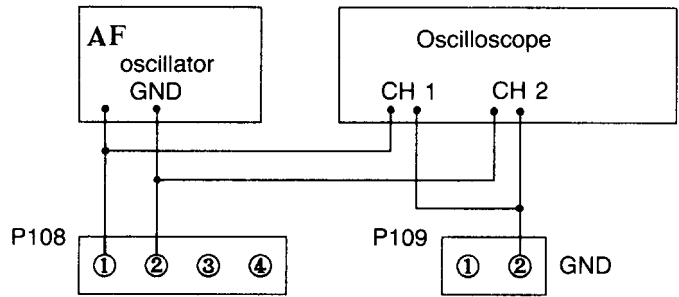 AF
oscillator
GND
Oscilloscope
CH 1 CH 2
P108
① ② ③ ④
P109
① ② GND